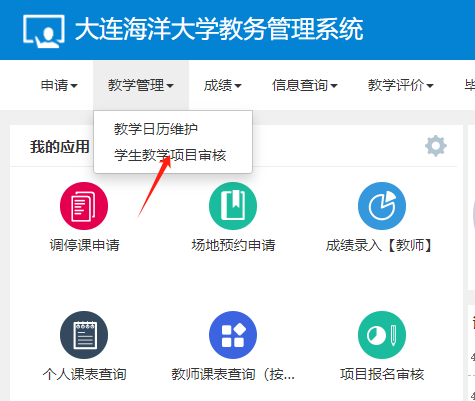 大连海洋大学教务管理系统
申请 教学管理 成绩 信息查询 教学评价
教学日历维护
学生教学项目审核
我的应用
调停课申请 场地预约申请 成绩录入【教师】
个人课表查询 教师课表查询（按... 项目报名审核